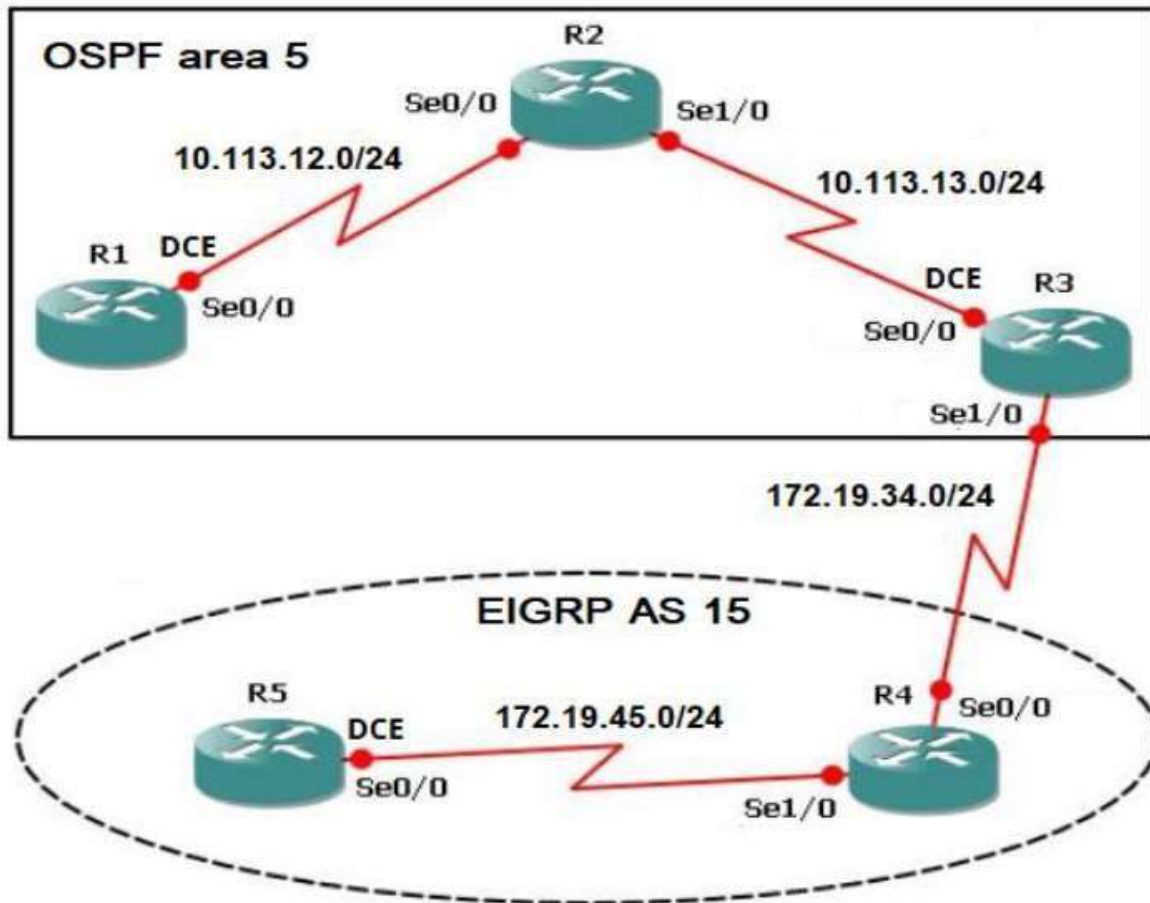 OSPF area 5
R2
Se0/0
Se1/0
10.113.12.0/24
10.113.13.0/24
R1
DCE
Se0/0
DCE
R3
Se0/0
Se1/0
172.19.34.0/24
EIGRP AS 15
R5
DCE
172.19.45.0/24
R4
Se0/0
Se0/0
Se1/0